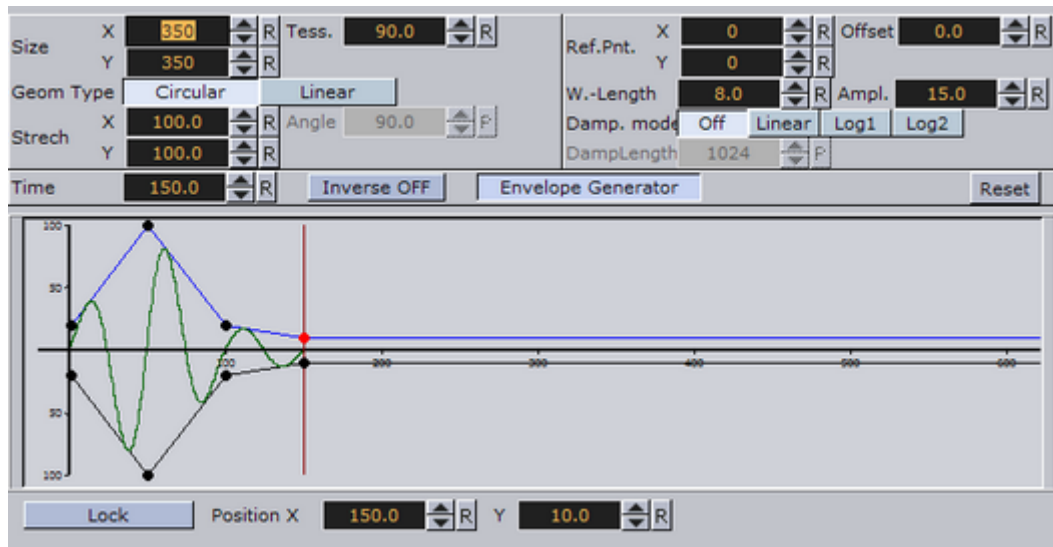 X 350 R Tess. 90.0 R X 0 R Offset 0.0 R
Size Ref.Pnt.
Y 350 R Y 0 R
Geom Type Circular Linear W.-Length 8.0 R Ampl. 15.0 R
X 100.0 R Angle 90.0 R Damp. mode Off Linear Log1 Log2
Strech
Y 100.0 R DampLength 1024 R
Time 150.0 R Inverse OFF Envelope Generator Reset
100
50
100 200 300 400 500 600
50
100
Lock Position X 150.0 R Y 10.0 R